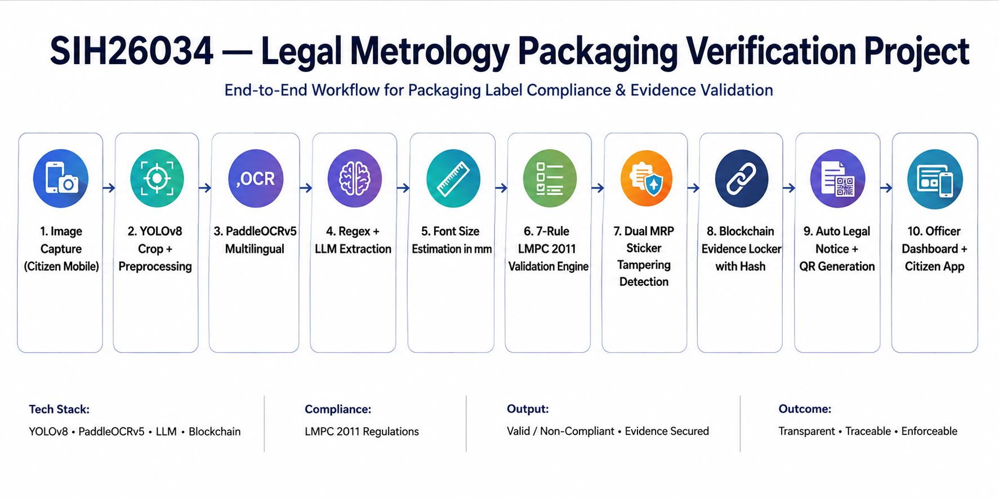 SIH26034 — Legal Metrology Packaging Verification Project
End-to-End Workflow for Packaging Label Compliance & Evidence Validation
,OCR
1. Image
Capture
(Citizen Mobile)
2. YOLOv8
Crop +
Preprocessing
3. PaddleOCRv5
Multilingual
4. Regex +
LLM Extraction
5. Font Size
Estimation in mm
6. 7-Rule
LMPC 2011
Validation Engine
7. Dual MRP
Sticker
Tampering
Detection
8. Blockchain
Evidence Locker
with Hash
9. Auto Legal
Notice +
QR Generation
10. Officer
Dashboard +
Citizen App
Tech Stack:
YOLOv8 • PaddleOCRv5 • LLM • Blockchain
Compliance:
LMPC 2011 Regulations
Output:
Valid / Non-Compliant • Evidence Secured
Outcome:
Transparent • Traceable • Enforceable